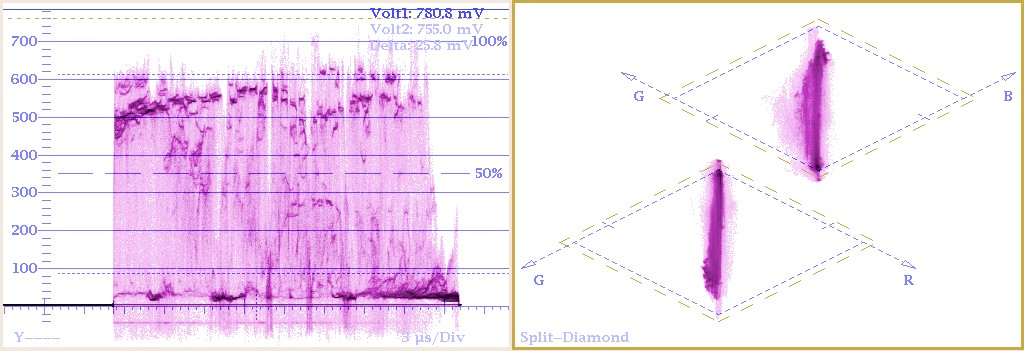 Volt1: 780.8 mV
Volt2: 755.0 mV
Delta: 25.8 mV
100%
700
600
500
400
50%
300
200
100
Y----
3 µs/Div
G
B
G
R
Split-Diamond